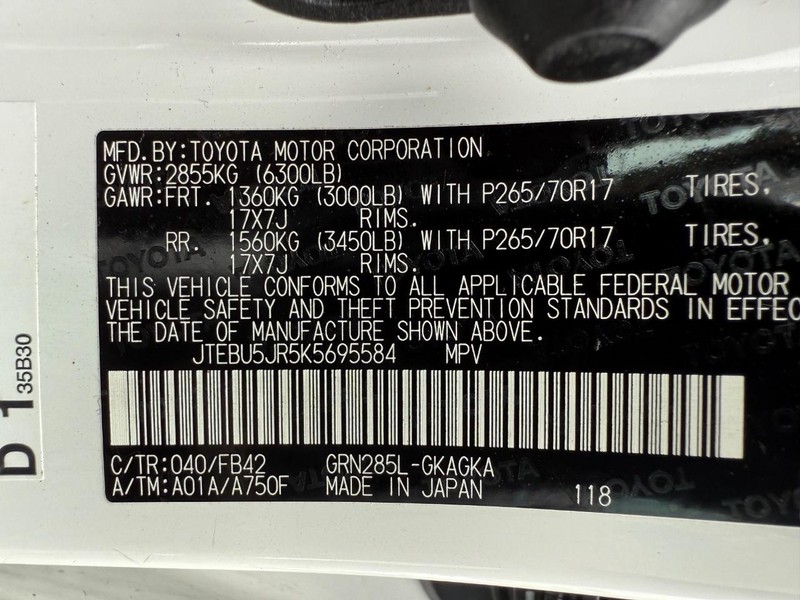 MFD.BY:TOYOTA MOTOR CORPORATION
GVWR:2855KG (6300LB)
GAWR:FRT. 1360KG (3000LB) WITH P265/70R17 TIRES,
17X7J RIMS.
RR. 1560KG (3450LB) WITH P265/70R17 TIRES,
17X7J RIMS.
THIS VEHICLE CONFORMS TO ALL APPLICABLE FEDERAL MOTOR
VEHICLE SAFETY AND THEFT PREVENTION STANDARDS IN EFFEC
THE DATE OF MANUFACTURE SHOWN ABOVE.
JTEBU5JR5K5695584 MPV
C/TR:040/FB42 GRN285L-GKAGKA
A/TM:A01A/A750F MADE IN JAPAN 118
D 1 35B30
TOYOTA